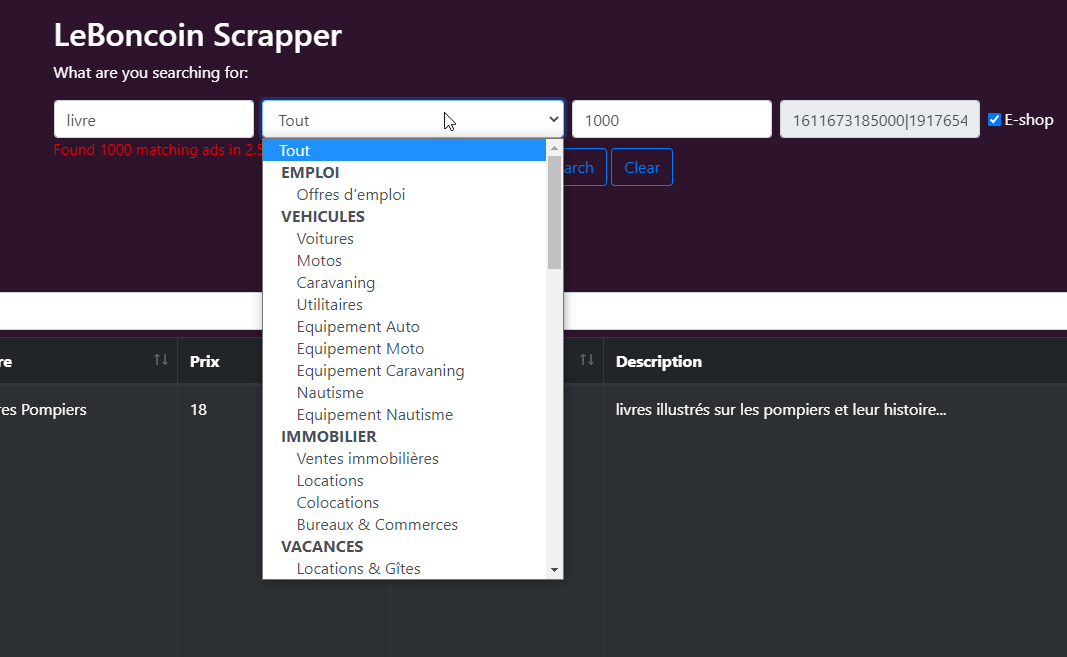 LeBoncoin Scrapper
What are you searching for:
livre
Tout
1000
1611673185000|1917654
E-shop
Found 1000 matching ads in 2.5
arch
Clear
Tout
EMPLOI
Offres d'emploi
VEHICULES
Voitures
Motos
Caravaning
Utilitaires
Equipement Auto
Equipement Moto
Equipement Caravaning
Nautisme
Equipement Nautisme
IMMOBILIER
Ventes immobilières
Locations
Colocations
Bureaux & Commerces
VACANCES
Locations & Gîtes
re
Prix
Description
res Pompiers
18
livres illustrés sur les pompiers et leur histoire...